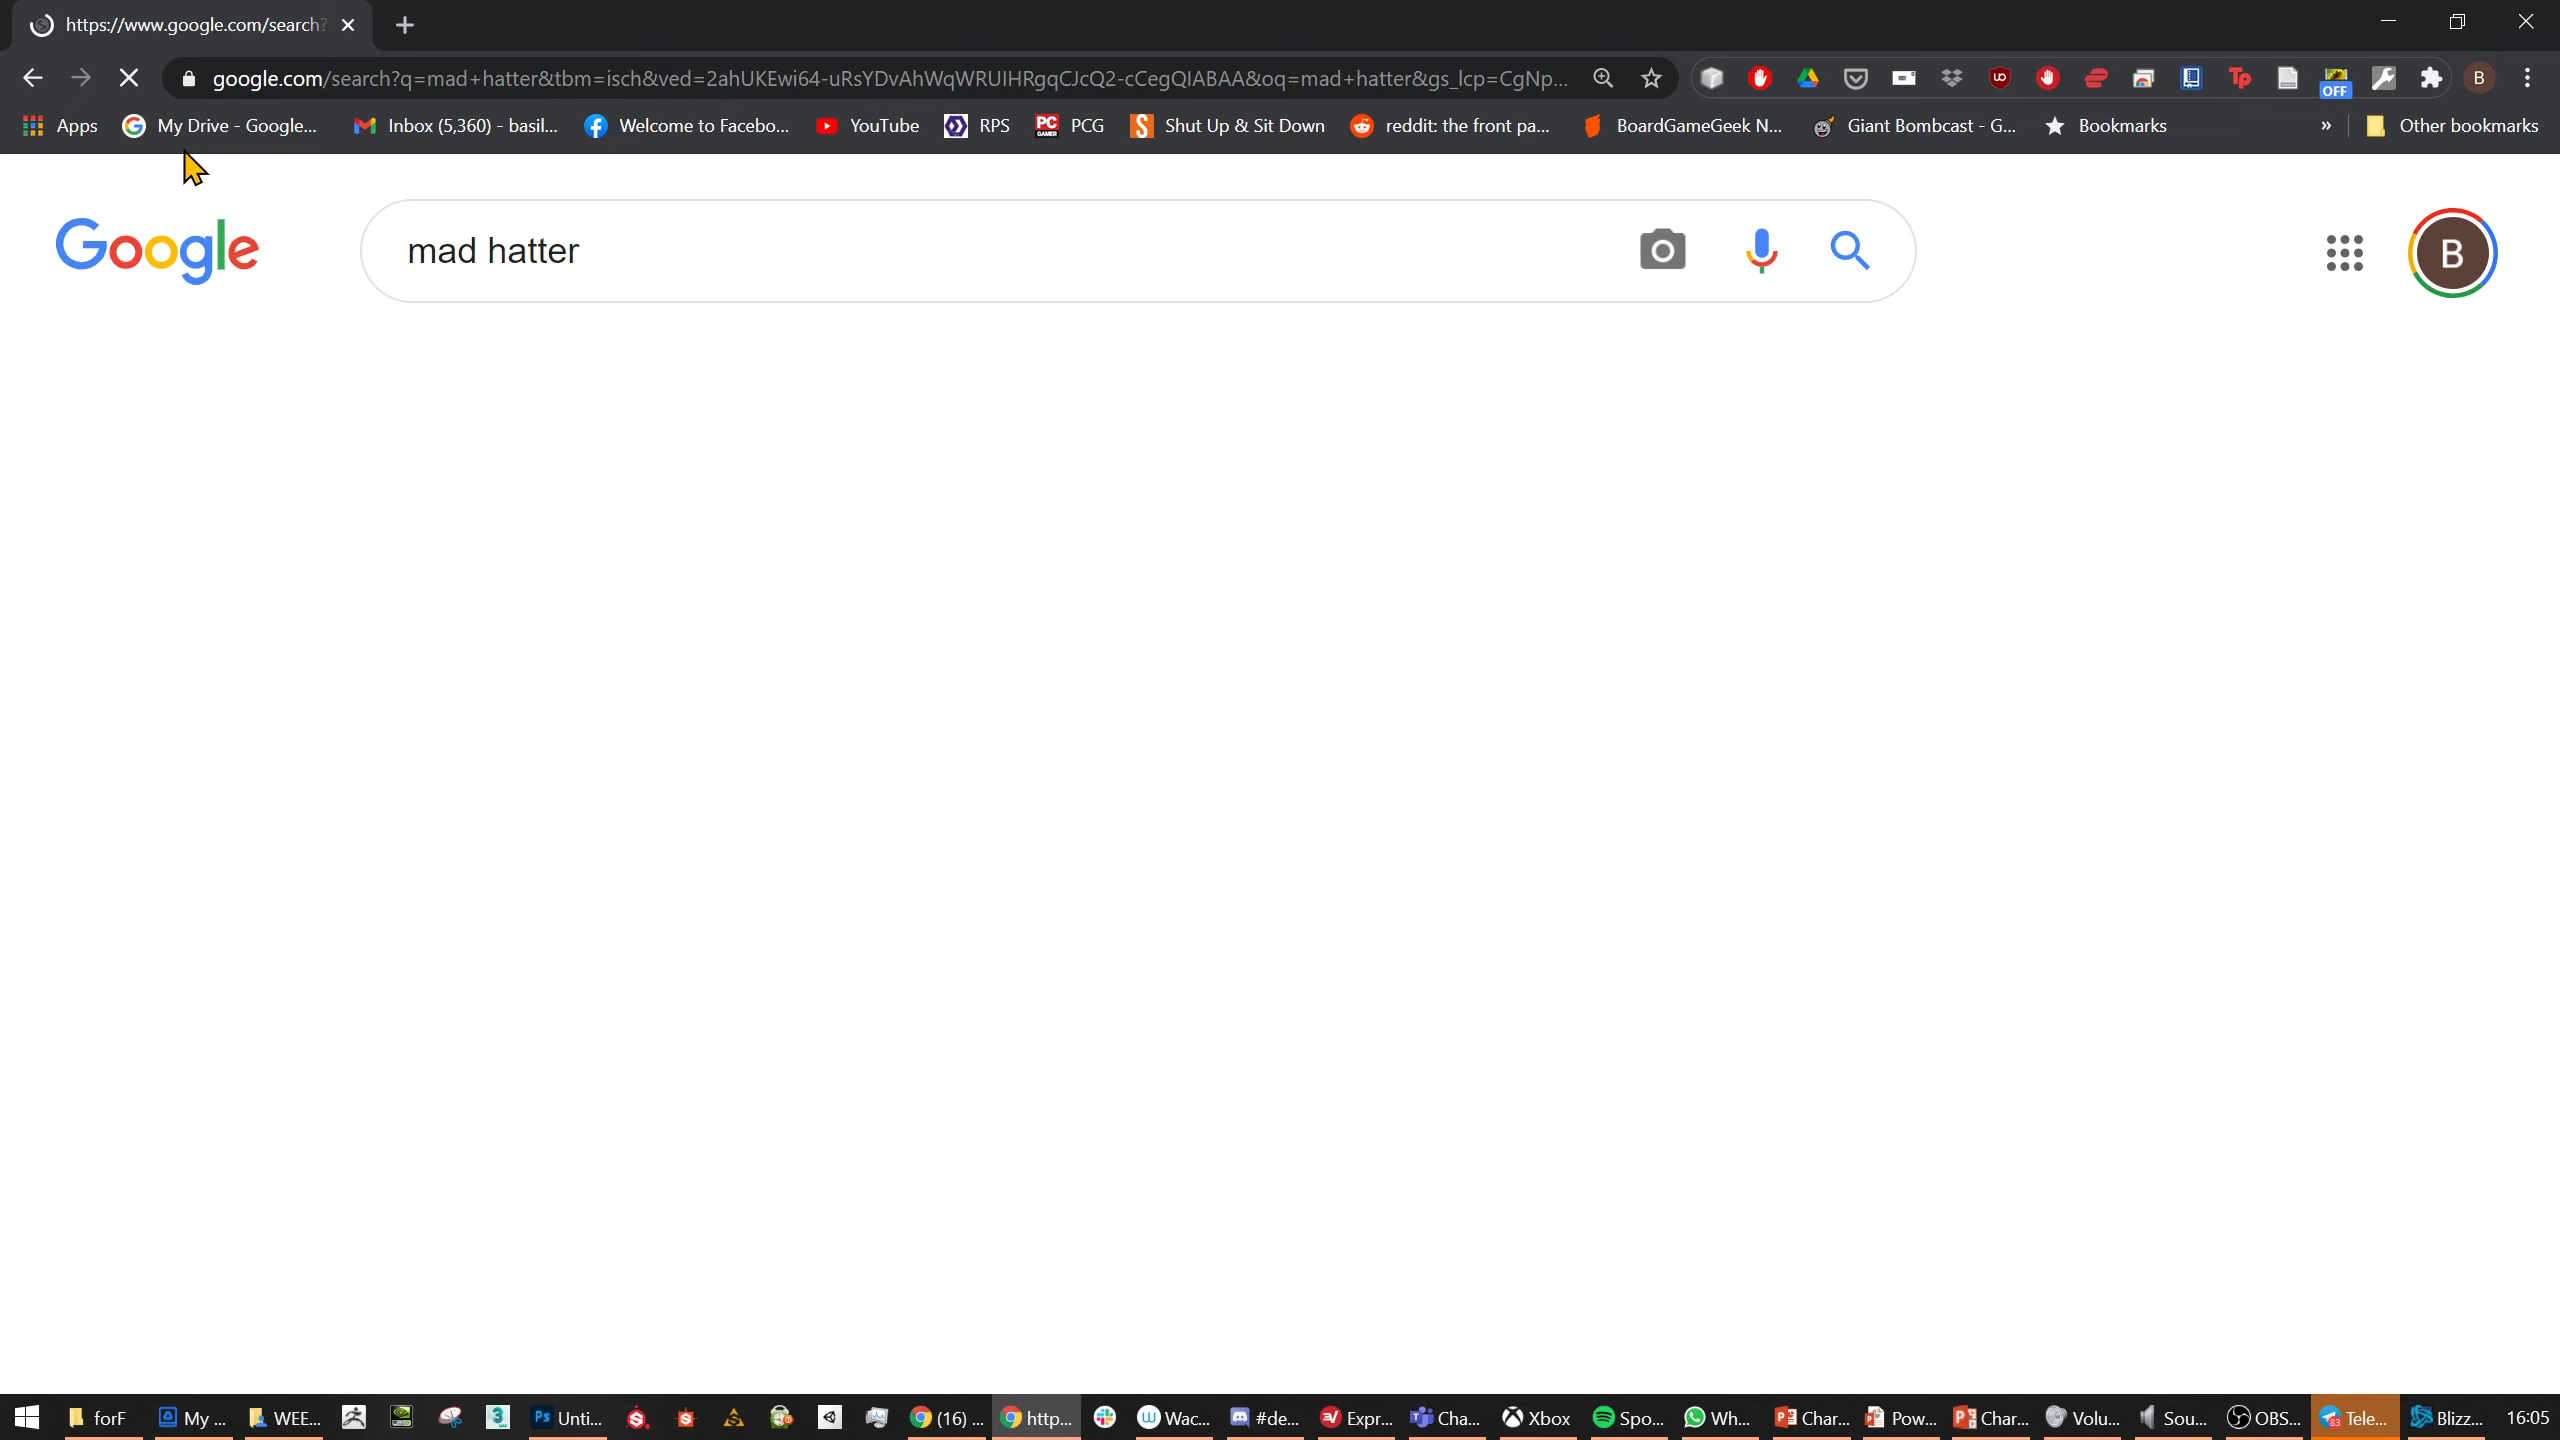 https://www.google.com/search?
google.com/search?q=mad+hatter&tbm=isch&ved=2ahUKEwi64-uRsYDvAhWqWRUIHRgqCJcQ2-cCegQIABAA&oq=mad+hatter&gs_lcp=CgNp...
OFF
B
Apps My Drive - Google... Inbox (5,360) - basil... Welcome to Facebo... YouTube RPS PC GAMER PCG Shut Up & Sit Down reddit: the front pa... BoardGameGeek N... Giant Bombcast - G... Bookmarks » Other bookmarks
Google mad hatter B
forF My ... WEE... Ps Unti... (16) ... http... Wac... #de... Expr... Cha... Xbox Spo... Wh... Char... Pow... Char... Volu... Sou... OBS... Tele... Blizz... 16:05